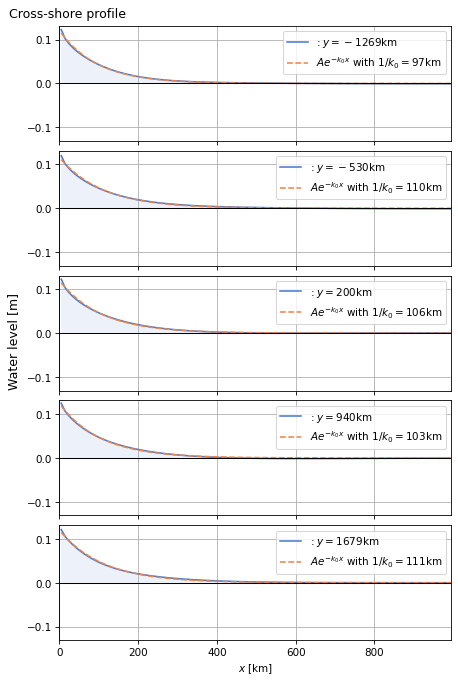 Cross-shore profile
0.1
0.0
−0.1
: y = −1269km
Ae^{−k₀x} with 1/k₀ = 97km
0.1
0.0
−0.1
: y = −530km
Ae^{−k₀x} with 1/k₀ = 110km
0.1
0.0
−0.1
: y = 200km
Ae^{−k₀x} with 1/k₀ = 106km
Water level [m]
0.1
0.0
−0.1
: y = 940km
Ae^{−k₀x} with 1/k₀ = 103km
0.1
0.0
−0.1
: y = 1679km
Ae^{−k₀x} with 1/k₀ = 111km
0 200 400 600 800
x [km]